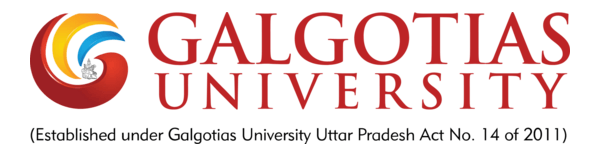 GALGOTIAS
UNIVERSITY
(Established under Galgotias University Uttar Pradesh Act No. 14 of 2011)